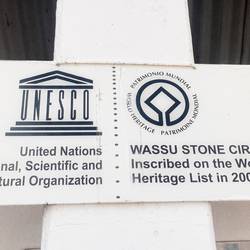 UNESCO
United Nations
nal, Scientific and
tural Organization
PATRIMONIO MUNDIAL
WORLD HERITAGE
PATRIMOINE MONDIAL
WASSU STONE CIR
Inscribed on the Wo
Heritage List in 200